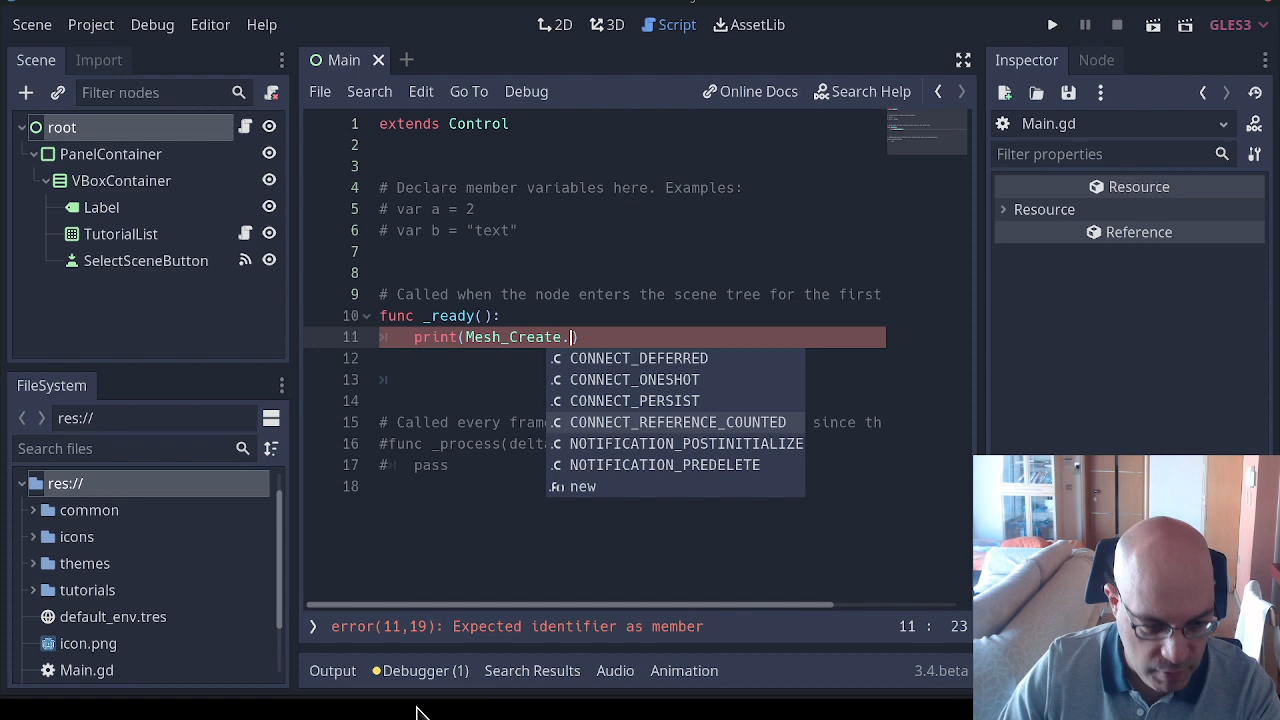 Scene Project Debug Editor Help 2D 3D Script AssetLib GLES3
Scene Import Main Inspector Node
Filter nodes File Search Edit Go To Debug Online Docs Search Help
root Main.gd
PanelContainer Filter properties
VBoxContainer Resource
Label Resource
TutorialList Reference
SelectSceneButton
1 extends Control
2
3
4 # Declare member variables here. Examples:
5 # var a = 2
6 # var b = "text"
7
8
9 # Called when the node enters the scene tree for the first
10 func _ready():
11 print(Mesh_Create.)
12 CONNECT_DEFERRED
13 CONNECT_ONESHOT
14 CONNECT_PERSIST
15 # Called every fram CONNECT_REFERENCE_COUNTED since th
16 #func _process(delt NOTIFICATION_POSTINITIALIZE
17 # pass NOTIFICATION_PREDELETE
18 new
FileSystem
res://
Search files
res://
common
icons
themes
tutorials
default_env.tres
icon.png
Main.gd
error(11,19): Expected identifier as member 11 : 23
Output Debugger (1) Search Results Audio Animation 3.4.beta